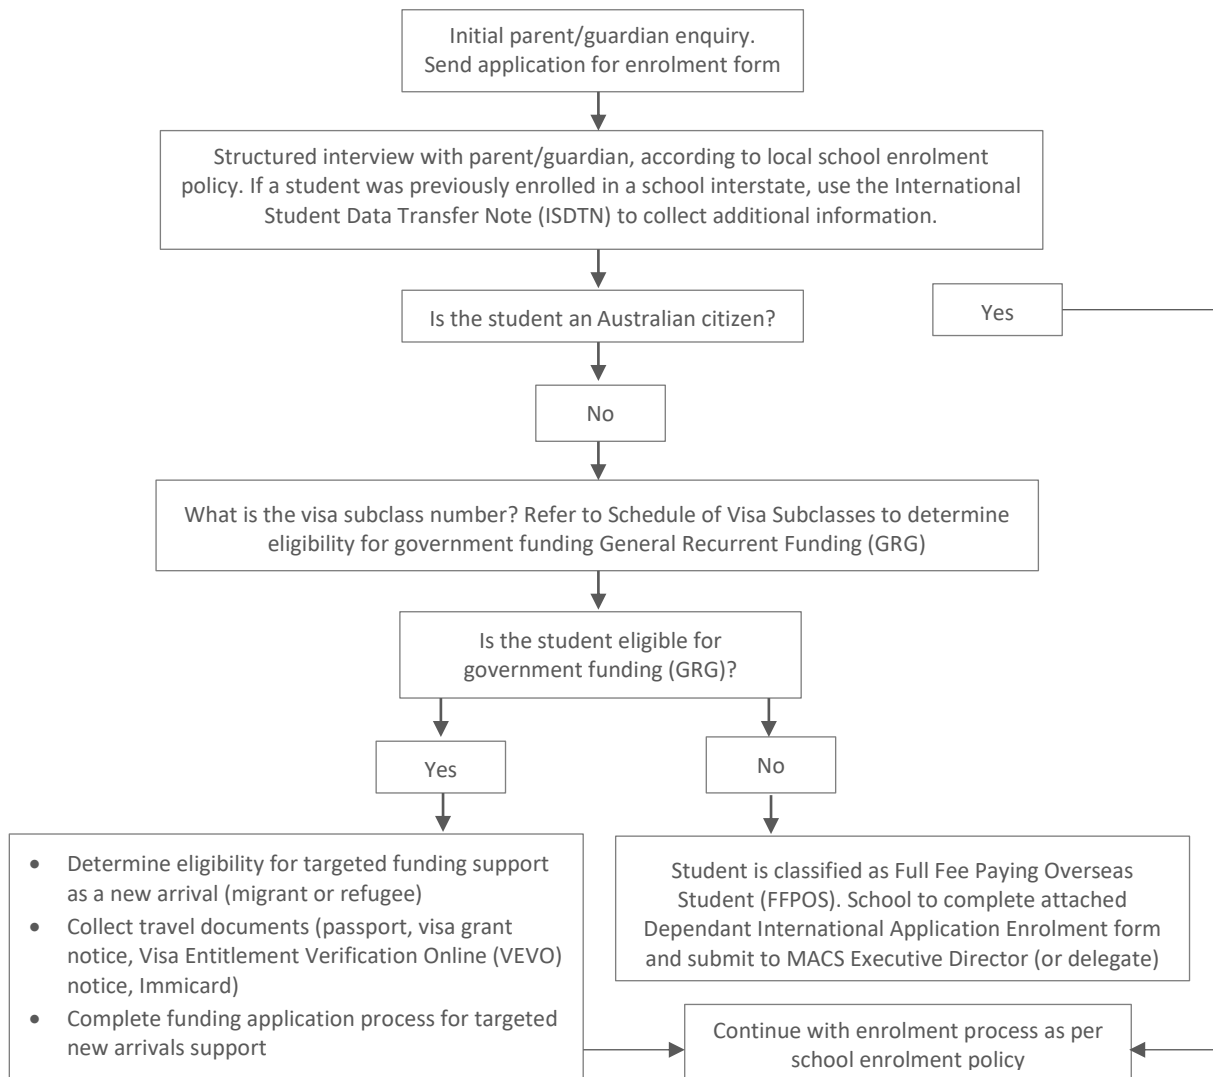 Initial parent/guardian enquiry.
Send application for enrolment form
Structured interview with parent/guardian, according to local school enrolment
policy. If a student was previously enrolled in a school interstate, use the International
Student Data Transfer Note (ISDTN) to collect additional information.
Is the student an Australian citizen?
Yes
No
What is the visa subclass number? Refer to Schedule of Visa Subclasses to determine
eligibility for government funding General Recurrent Funding (GRG)
Is the student eligible for
government funding (GRG)?
Yes
No
• Determine eligibility for targeted funding support
as a new arrival (migrant or refugee)
• Collect travel documents (passport, visa grant
notice, Visa Entitlement Verification Online (VEVO)
notice, Immicard)
• Complete funding application process for targeted
new arrivals support
Student is classified as Full Fee Paying Overseas
Student (FFPOS). School to complete attached
Dependant International Application Enrolment form
and submit to MACS Executive Director (or delegate)
Continue with enrolment process as per
school enrolment policy